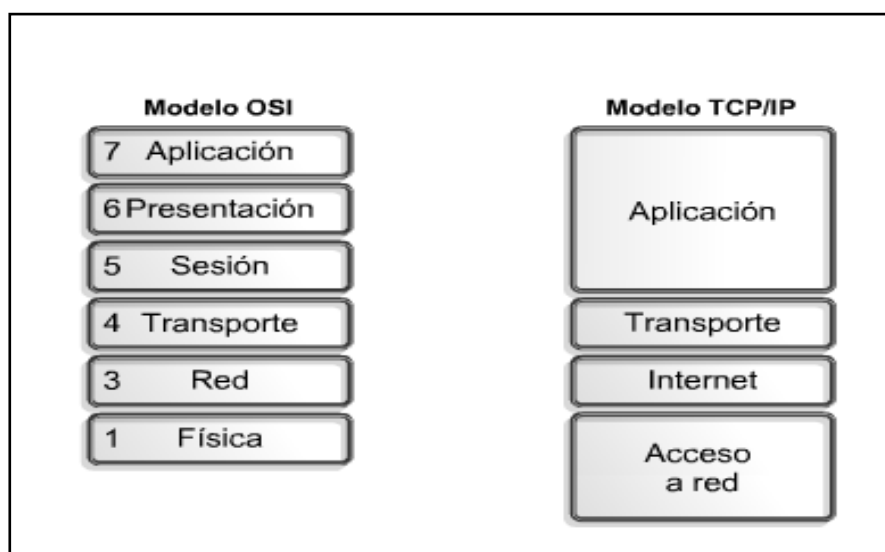 Modelo OSI
7 Aplicación
6 Presentación
5 Sesión
4 Transporte
3 Red
1 Física
Modelo TCP/IP
Aplicación
Transporte
Internet
Acceso
a red